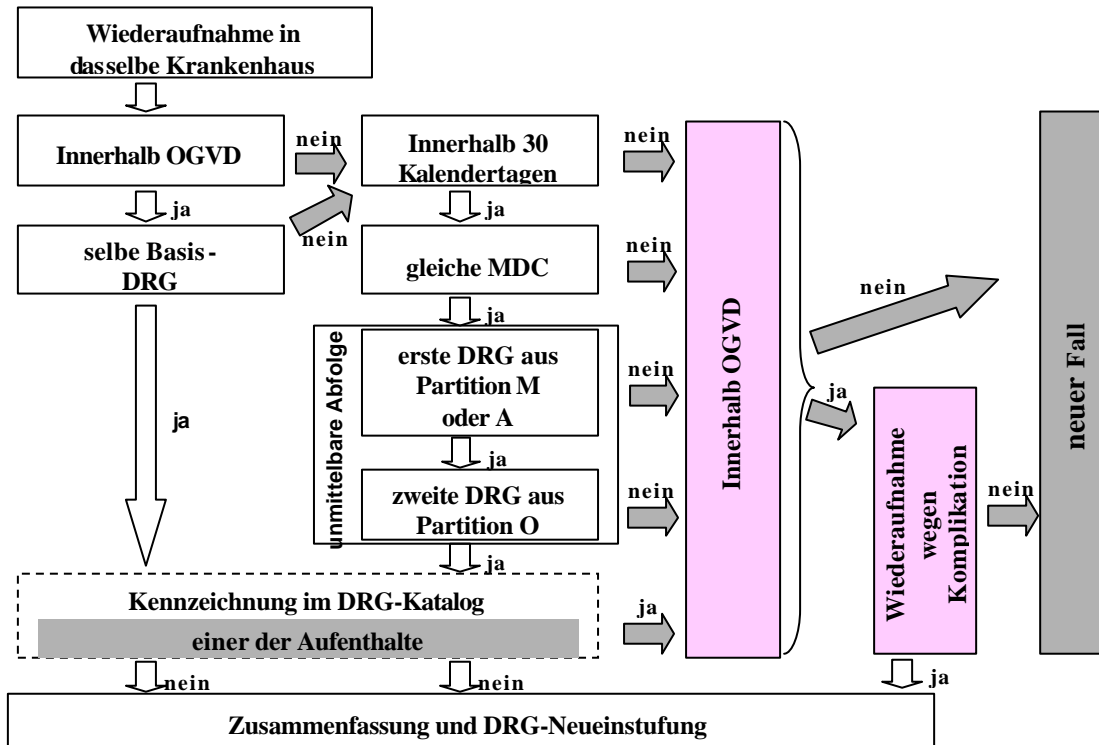 Wiederaufnahme in
dasselbe Krankenhaus
Innerhalb OGVD
nein
Innerhalb 30
Kalendertagen
nein
ja
nein
ja
selbe Basis -
DRG
gleiche MDC
nein
ja
ja
unmittelbare Abfolge
erste DRG aus
Partition M
oder A
nein
ja
zweite DRG aus
Partition O
nein
ja
Kennzeichnung im DRG-Katalog
einer der Aufenthalte
ja
nein
nein
Innerhalb OGVD
nein
ja
Wiederaufnahme
wegen
Komplikation
nein
ja
neuer Fall
Zusammenfassung und DRG-Neueinstufung